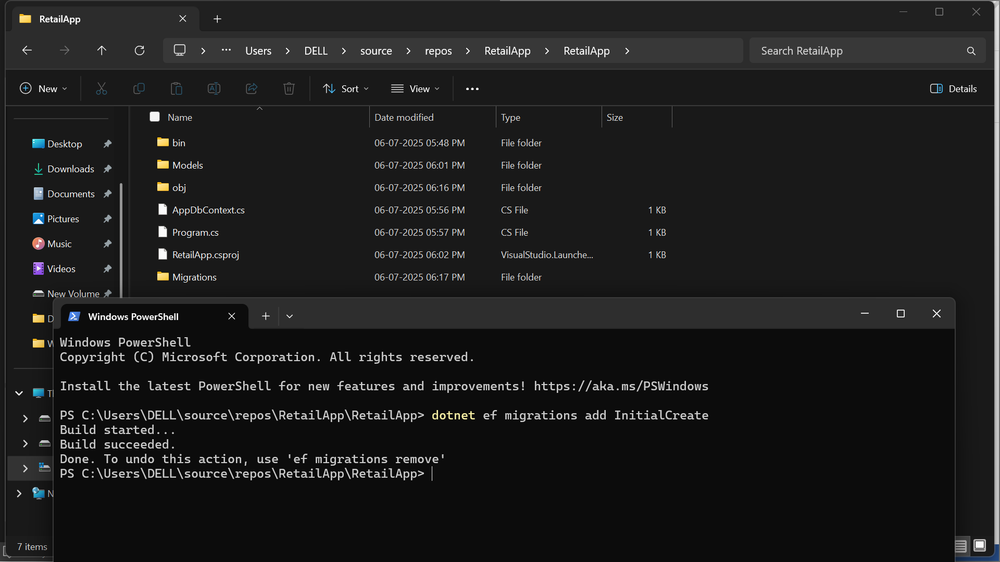 RetailApp
Users DELL source repos RetailApp RetailApp
Search RetailApp
New Sort View Details
Name Date modified Type Size
bin 06-07-2025 05:48 PM File folder
Models 06-07-2025 06:01 PM File folder
obj 06-07-2025 06:16 PM File folder
AppDbContext.cs 06-07-2025 05:56 PM CS File 1 KB
Program.cs 06-07-2025 05:57 PM CS File 1 KB
RetailApp.csproj 06-07-2025 06:02 PM VisualStudio.Launche... 1 KB
Migrations 06-07-2025 06:17 PM File folder
Desktop
Downloads
Documents
Pictures
Music
Videos
New Volume
7 items
Windows PowerShell
Windows PowerShell
Copyright (C) Microsoft Corporation. All rights reserved.
Install the latest PowerShell for new features and improvements! https://aka.ms/PSWindows
PS C:\Users\DELL\source\repos\RetailApp\RetailApp> dotnet ef migrations add InitialCreate
Build started...
Build succeeded.
Done. To undo this action, use 'ef migrations remove'
PS C:\Users\DELL\source\repos\RetailApp\RetailApp>